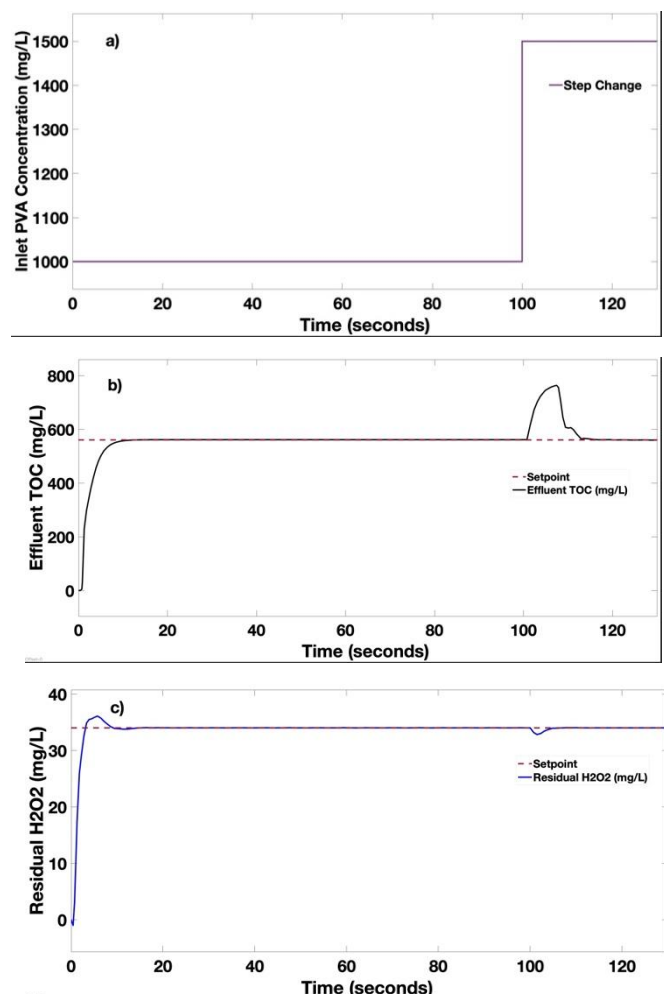 a)
1500
1400
1300
1200
1100
1000
Inlet PVA Concentration (mg/L)
Step Change
0 20 40 60 80 100 120
Time (seconds)
b)
800
600
400
200
0
Effluent TOC (mg/L)
Setpoint
Effluent TOC (mg/L)
0 20 40 60 80 100 120
Time (seconds)
c)
40
30
20
10
0
Residual H2O2 (mg/L)
Setpoint
Residual H2O2 (mg/L)
0 20 40 60 80 100 120
Time (seconds)